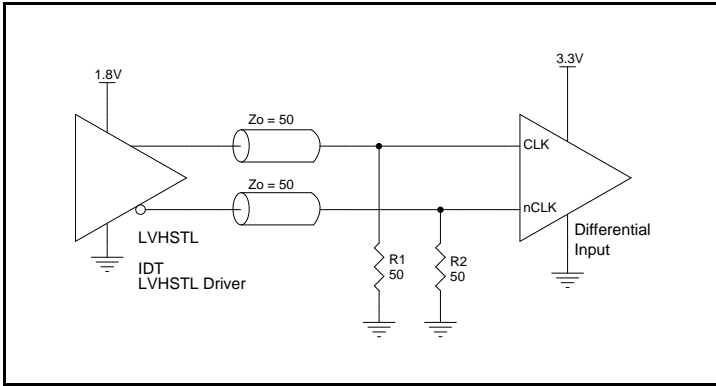 1.8V
3.3V
Zo = 50
CLK
Zo = 50
nCLK
LVHSTL
IDT
LVHSTL Driver
R1
50
R2
50
Differential
Input